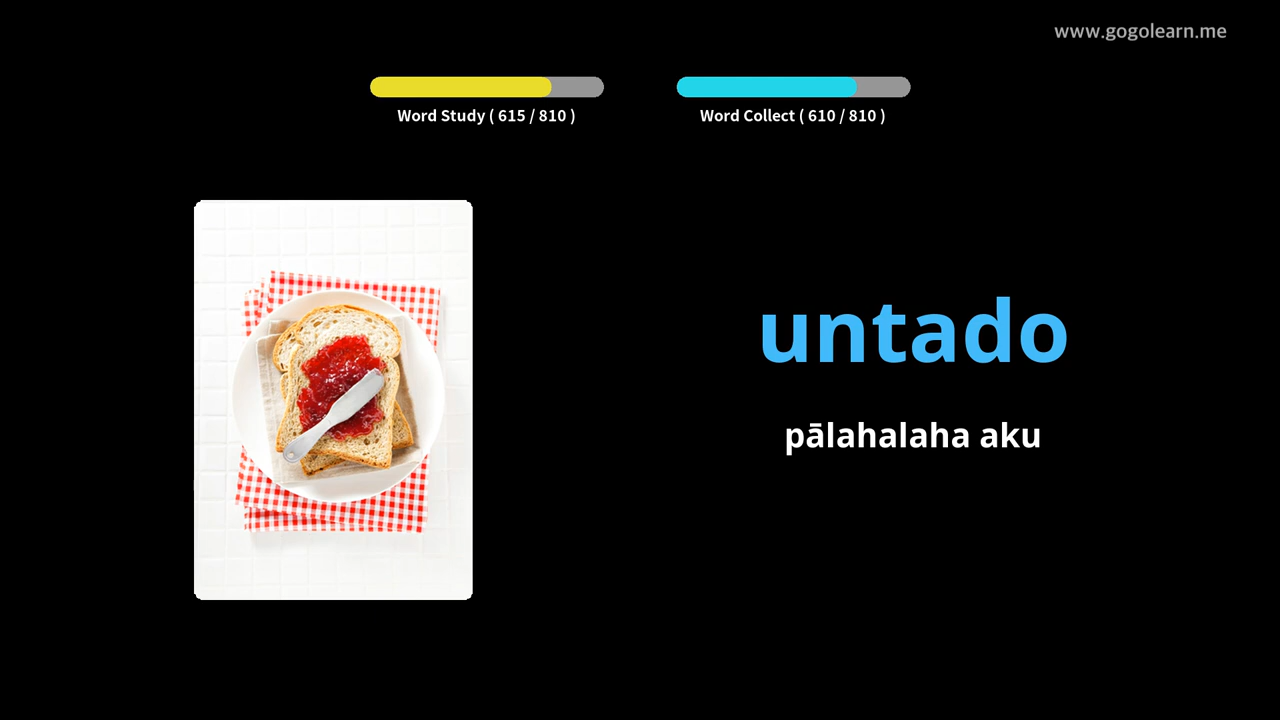 www.gogolearn.me
Word Study ( 615 / 810 )
Word Collect ( 610 / 810 )
untado
pālahalaha aku